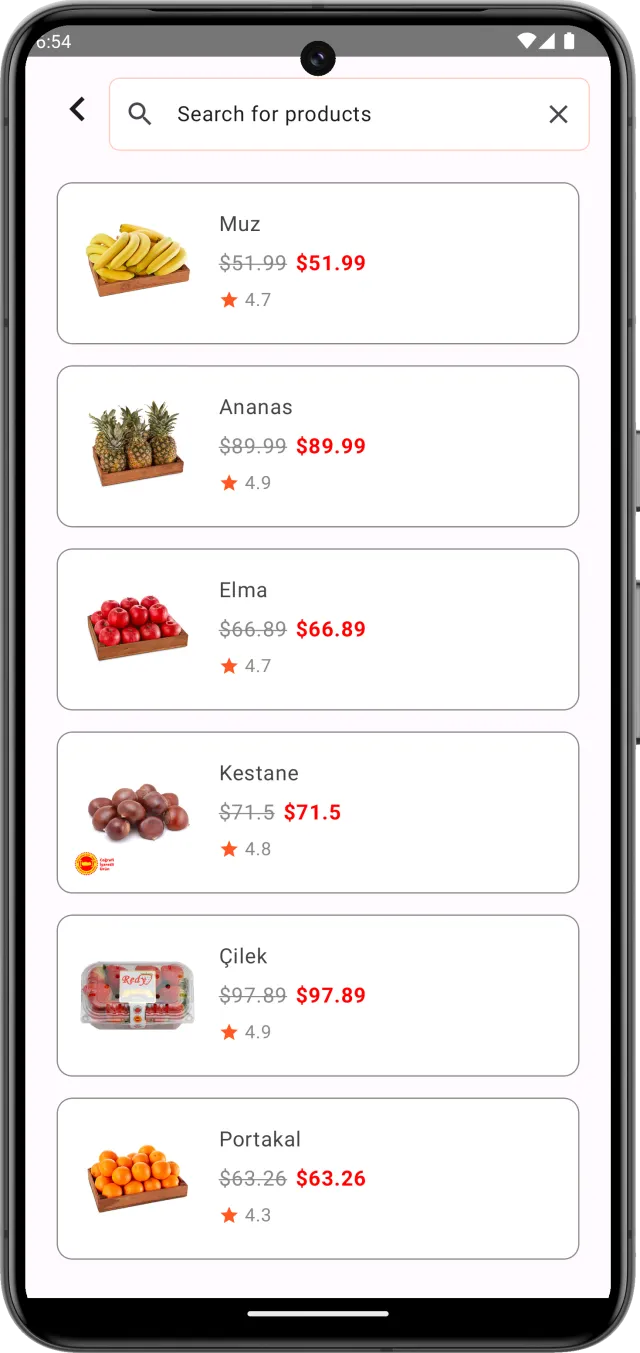 6:54
Search for products
Muz
$51.99 $51.99
4.7
Ananas
$89.99 $89.99
4.9
Elma
$66.89 $66.89
4.7
Kestane
$71.5 $71.5
4.8
Çilek
$97.89 $97.89
Redy
4.9
Portakal
$63.26 $63.26
4.3